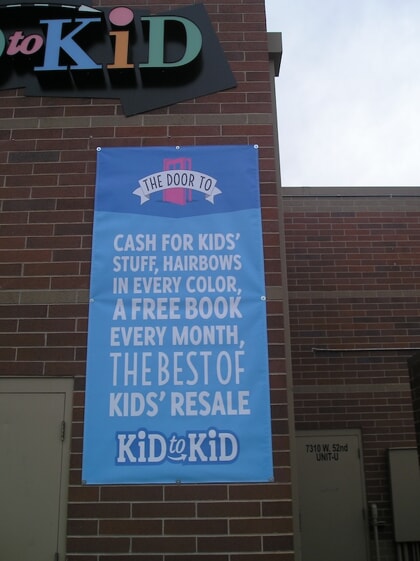 to KiD
THE DOOR TO
CASH FOR KIDS'
STUFF, HAIRBOWS
IN EVERY COLOR,
A FREE BOOK
EVERY MONTH,
THE BEST OF
KIDS' RESALE
KiD to KiD
7310 W. 52nd
UNIT-U